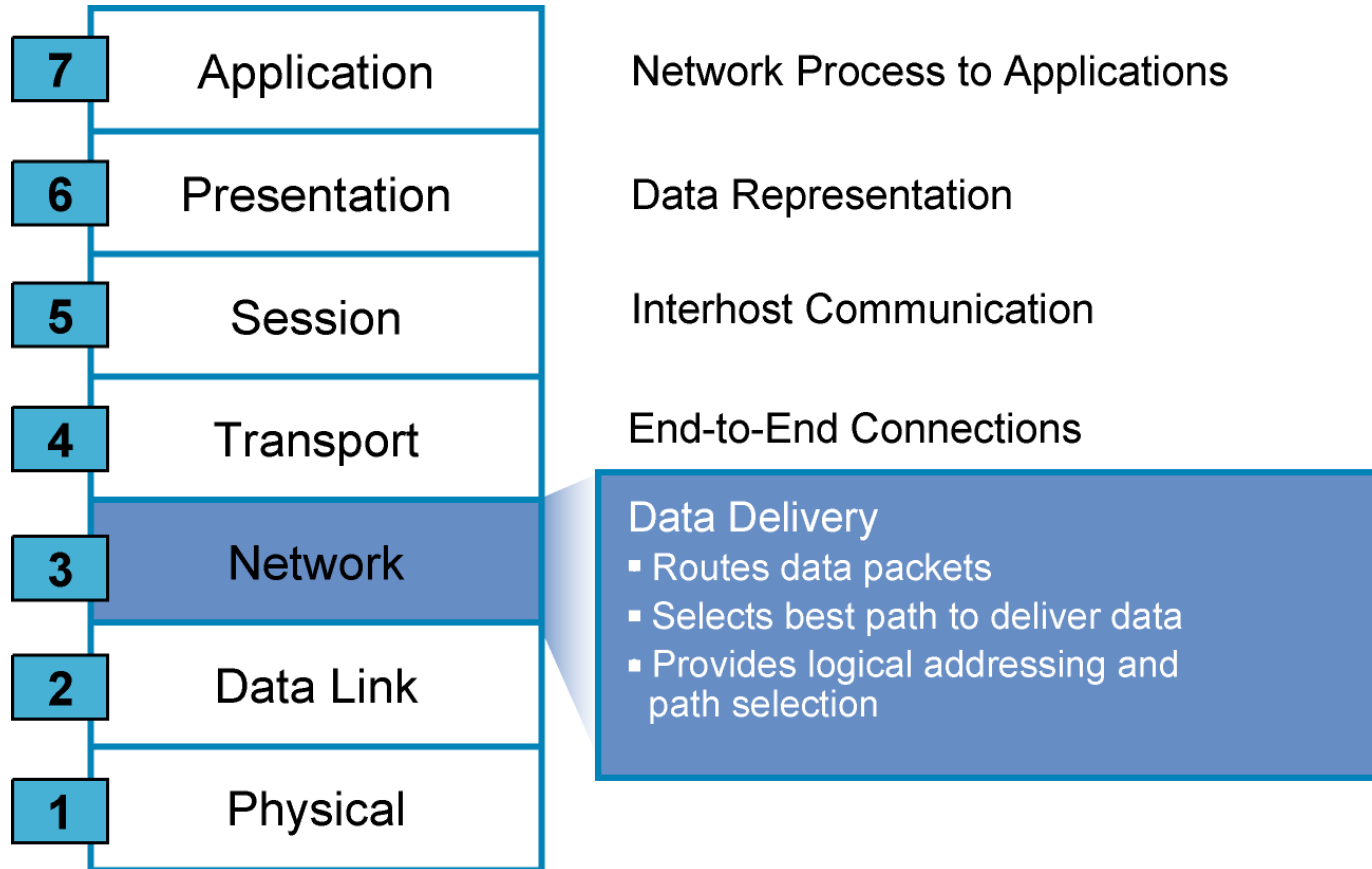 7 Application Network Process to Applications
6 Presentation Data Representation
5 Session Interhost Communication
4 Transport End-to-End Connections
3 Network
Data Delivery
▪ Routes data packets
▪ Selects best path to deliver data
▪ Provides logical addressing and
path selection
2 Data Link
1 Physical